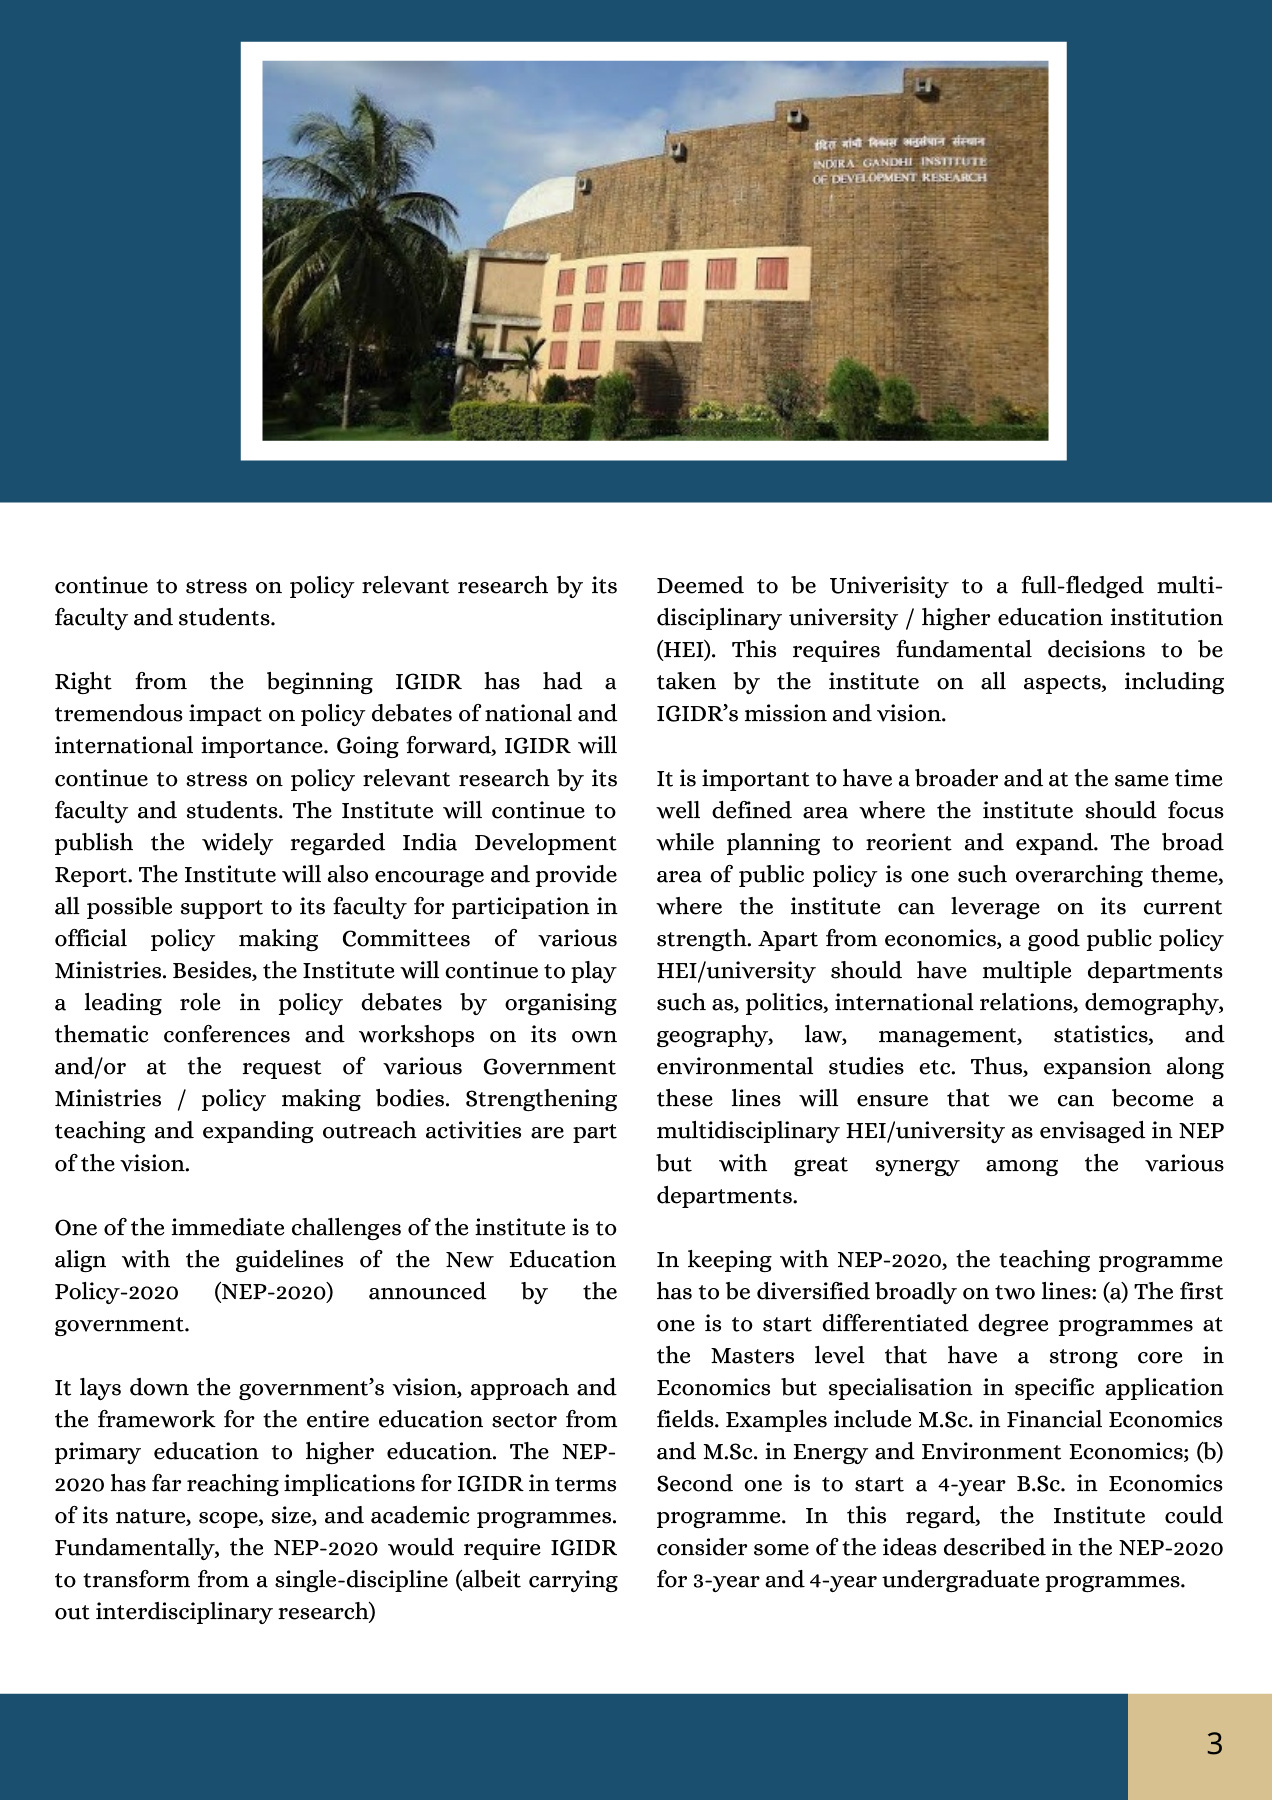 इंदिरा गांधी विकास अनुसंधान संस्थान
INDIRA GANDHI INSTITUTE
OF DEVELOPMENT RESEARCH
continue to stress on policy relevant research by its
faculty and students.
Right from the beginning IGIDR has had a
tremendous impact on policy debates of national and
international importance. Going forward, IGIDR will
continue to stress on policy relevant research by its
faculty and students. The Institute will continue to
publish the widely regarded India Development
Report. The Institute will also encourage and provide
all possible support to its faculty for participation in
official policy making Committees of various
Ministries. Besides, the Institute will continue to play
a leading role in policy debates by organising
thematic conferences and workshops on its own
and/or at the request of various Government
Ministries / policy making bodies. Strengthening
teaching and expanding outreach activities are part
of the vision.
One of the immediate challenges of the institute is to
align with the guidelines of the New Education
Policy-2020 (NEP-2020) announced by the
government.
It lays down the government’s vision, approach and
the framework for the entire education sector from
primary education to higher education. The NEP-
2020 has far reaching implications for IGIDR in terms
of its nature, scope, size, and academic programmes.
Fundamentally, the NEP-2020 would require IGIDR
to transform from a single-discipline (albeit carrying
out interdisciplinary research)
Deemed to be Univerisity to a full-fledged multi-
disciplinary university / higher education institution
(HEI). This requires fundamental decisions to be
taken by the institute on all aspects, including
IGIDR’s mission and vision.
It is important to have a broader and at the same time
well defined area where the institute should focus
while planning to reorient and expand. The broad
area of public policy is one such overarching theme,
where the institute can leverage on its current
strength. Apart from economics, a good public policy
HEI/university should have multiple departments
such as, politics, international relations, demography,
geography, law, management, statistics, and
environmental studies etc. Thus, expansion along
these lines will ensure that we can become a
multidisciplinary HEI/university as envisaged in NEP
but with great synergy among the various
departments.
In keeping with NEP-2020, the teaching programme
has to be diversified broadly on two lines: (a) The first
one is to start differentiated degree programmes at
the Masters level that have a strong core in
Economics but specialisation in specific application
fields. Examples include M.Sc. in Financial Economics
and M.Sc. in Energy and Environment Economics; (b)
Second one is to start a 4-year B.Sc. in Economics
programme. In this regard, the Institute could
consider some of the ideas described in the NEP-2020
for 3-year and 4-year undergraduate programmes.
3